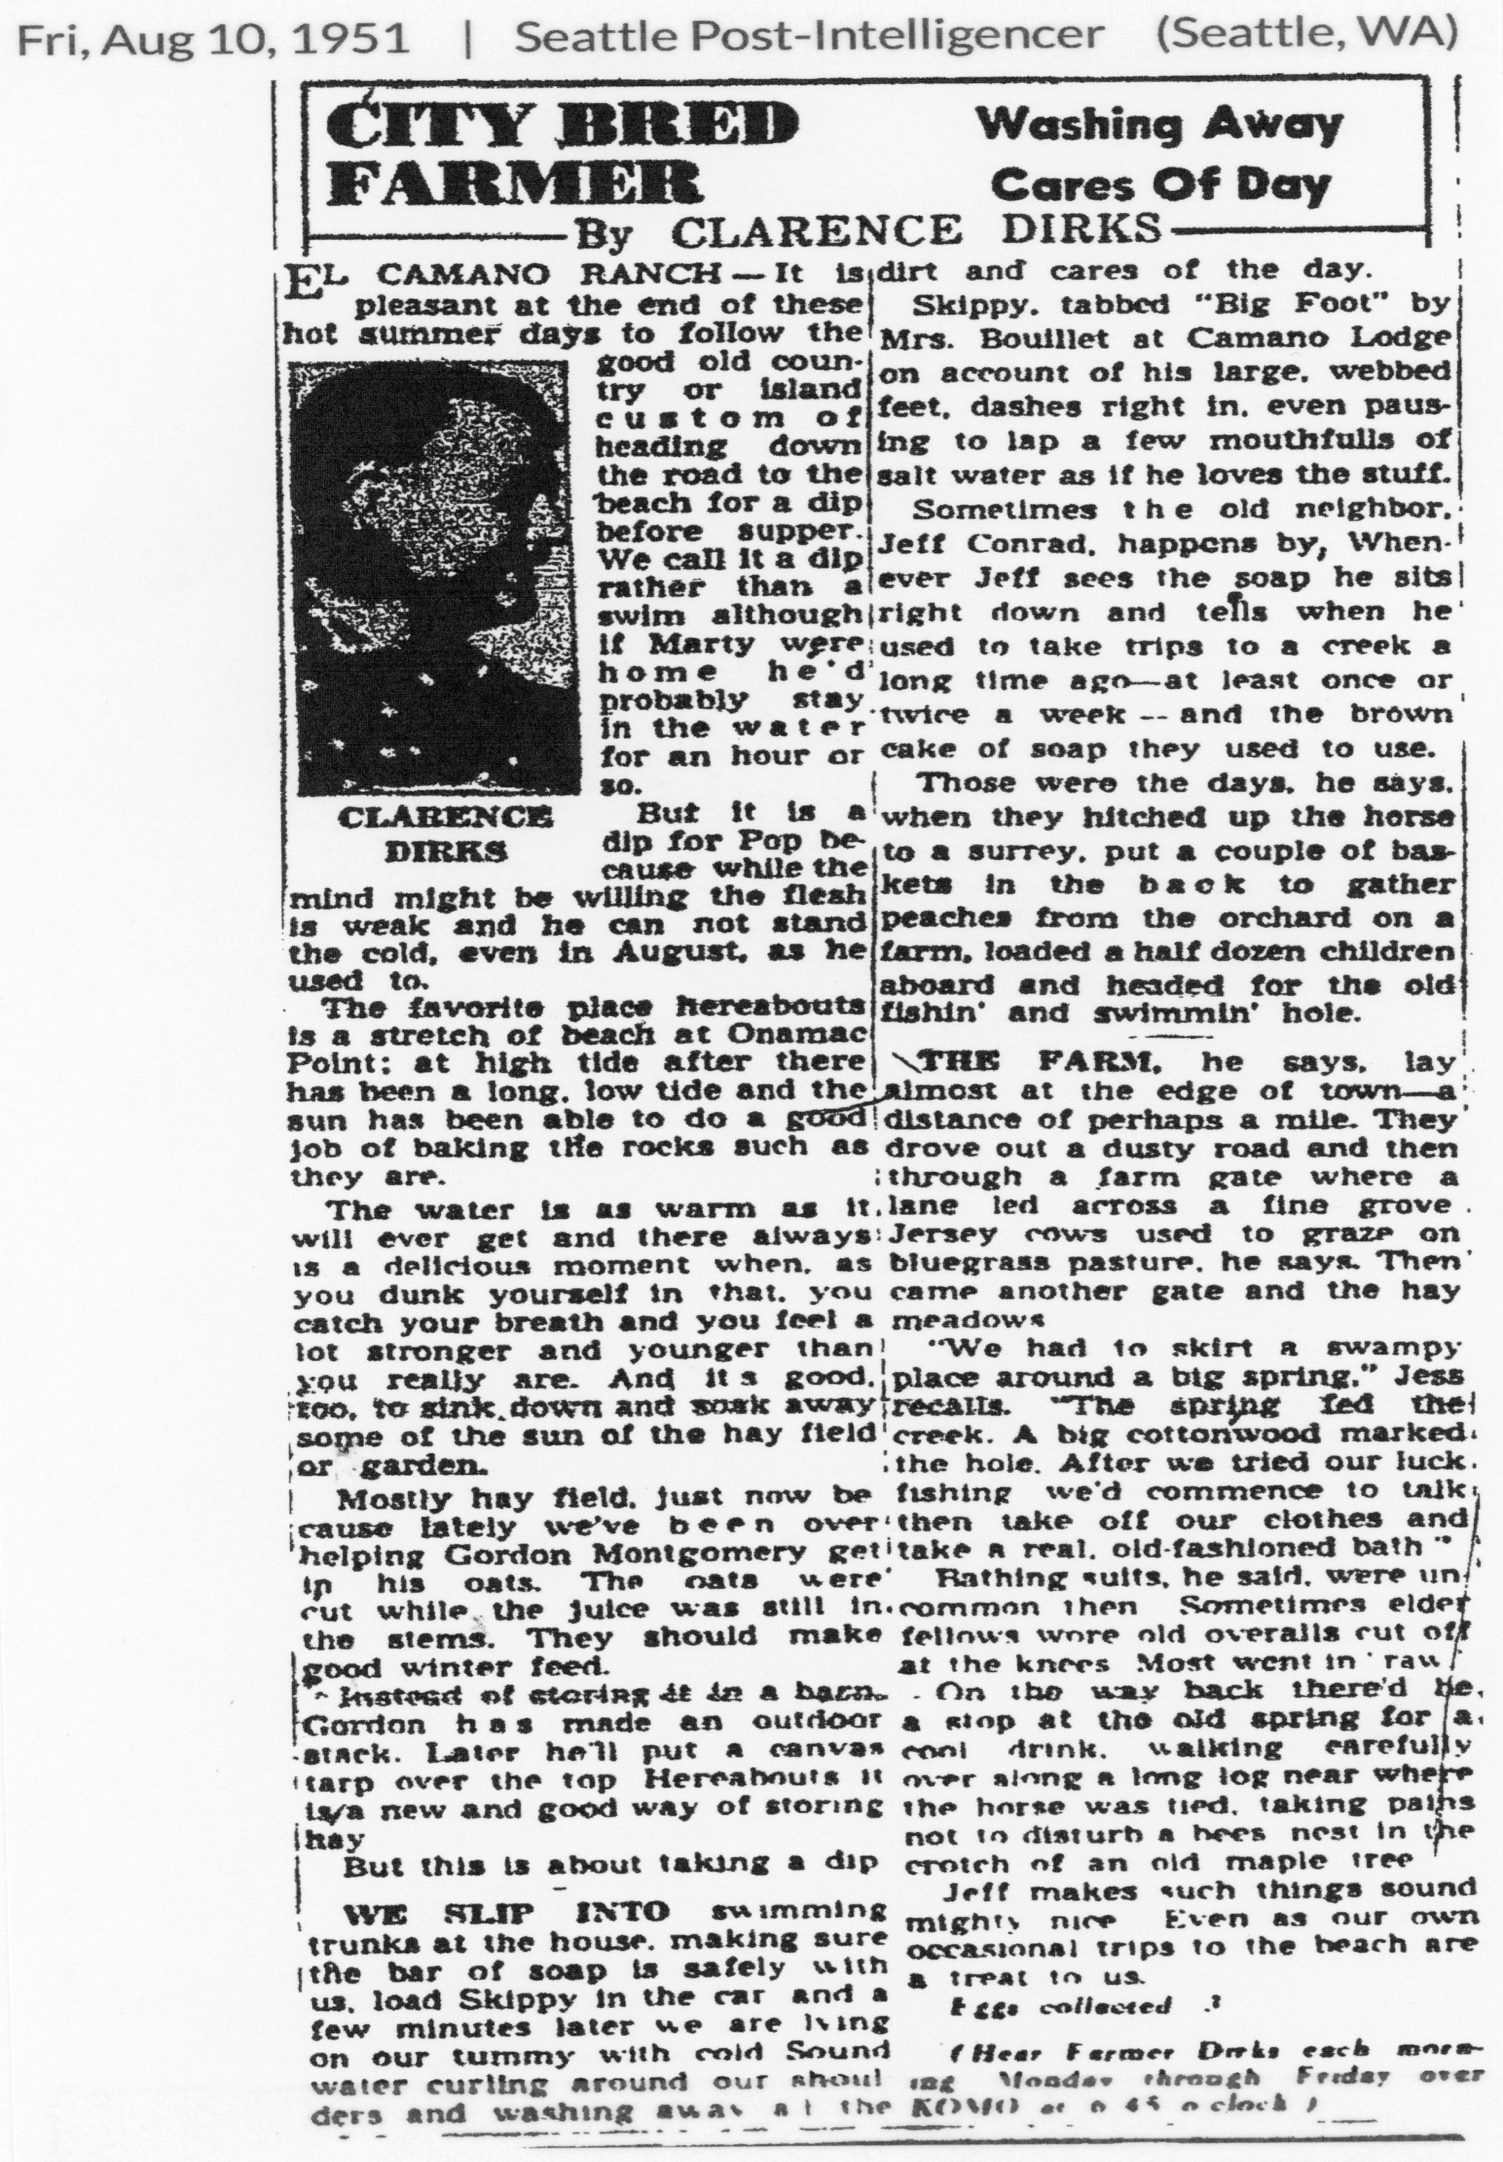 Fri, Aug 10, 1951 | Seattle Post-Intelligencer (Seattle, WA)
CITY BRED
FARMER
Washing Away
Cares Of Day
By CLARENCE DIRKS
EL CAMANO RANCH — It is
pleasant at the end of these
hot summer days to follow the
good old coun-
try or island
custom of
heading down
the road to the
beach for a dip
before supper.
We call it a dip
rather than a
swim although
if Marty were
home he'd
probably stay
in the water
for an hour or
so.
CLARENCE
DIRKS
But it is a
dip for Pop be-
cause while the
mind might be willing the flesh
is weak and he can not stand
the cold, even in August, as he
used to.
The favorite place hereabouts
is a stretch of beach at Onamac
Point; at high tide after there
has been a long, low tide and the
sun has been able to do a good
job of baking the rocks such as
they are.
The water is as warm as it
will ever get and there always
is a delicious moment when, as
you dunk yourself in that, you
catch your breath and you feel a
lot stronger and younger than
you really are. And it s good,
too, to sink down and soak away
some of the sun of the hay field
or garden.
Mostly hay field, just now be
cause lately we've been over
helping Gordon Montgomery get
in his oats. The oats were
cut while the juice was still in
the stems. They should make
good winter feed.
Instead of storing it in a barn
Gordon has made an outdoor
stack. Later he'll put a canvas
tarp over the top Hereabouts it
is a new and good way of storing
hay
But this is about taking a dip
WE SLIP INTO swimming
trunks at the house, making sure
the bar of soap is safely with
us, load Skippy in the car and a
few minutes later we are lying
on our tummy with cold Sound
water curling around our shoul
ders and washing away all the
dirt and cares of the day.
Skippy, tabbed "Big Foot" by
Mrs. Bouillet at Camano Lodge
on account of his large, webbed
feet, dashes right in, even paus-
ing to lap a few mouthfulls of
salt water as if he loves the stuff.
Sometimes the old neighbor,
Jeff Conrad, happens by, When-
ever Jeff sees the soap he sits
right down and tells when he
used to take trips to a creek a
long time ago—at least once or
twice a week -- and the brown
cake of soap they used to use.
Those were the days, he says,
when they hitched up the horse
to a surrey, put a couple of bas-
kets in the back to gather
peaches from the orchard on a
farm, loaded a half dozen children
aboard and headed for the old
fishin' and swimmin' hole.
THE FARM, he says, lay
almost at the edge of town—a
distance of perhaps a mile. They
drove out a dusty road and then
through a farm gate where a
lane led across a fine grove
Jersey cows used to graze on
bluegrass pasture, he says. Then
came another gate and the hay
meadows
"We had to skirt a swampy
place around a big spring," Jess
recalls. "The spring fed the
creek. A big cottonwood marked
the hole. After we tried our luck
fishing we'd commence to talk
then take off our clothes and
take a real, old-fashioned bath"
Bathing suits, he said, were un-
common then Sometimes elder
fellows wore old overalls cut off
at the knees Most went in 'raw'
On the way back there'd be
a stop at the old spring for a
cool drink, walking carefully
over along a long log near where
the horse was tied, taking pains
not to disturb a bees nest in the
crotch of an old maple tree
Jeff makes such things sound
mighty nice Even as our own
occasional trips to the beach are
a treat to us.
Eggs collected
(Hear Farmer Dirks each morn-
ing Monday through Friday over
KOMO at 6 45 o'clock )